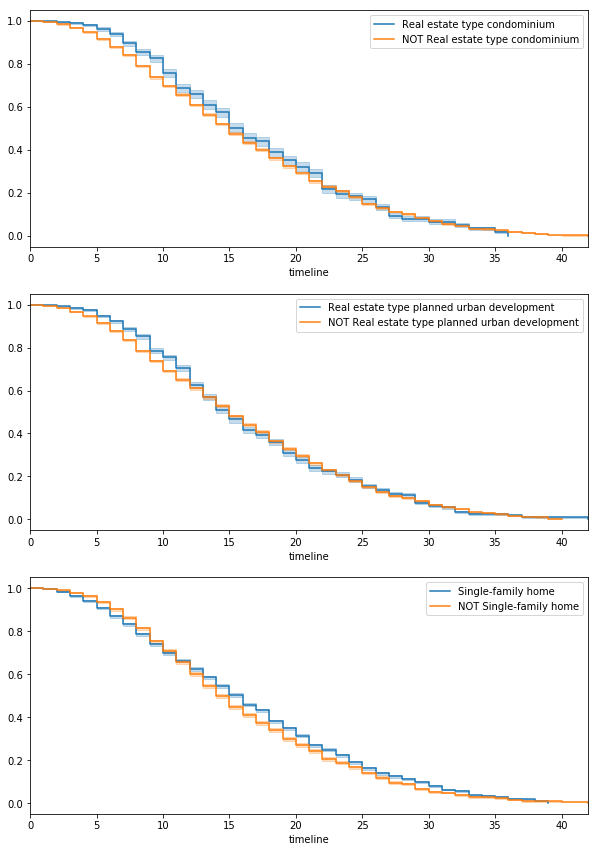 1.0
0.8
0.6
0.4
0.2
0.0
0 5 10 15 20 25 30 35 40
timeline
Real estate type condominium
NOT Real estate type condominium
1.0
0.8
0.6
0.4
0.2
0.0
0 5 10 15 20 25 30 35 40
timeline
Real estate type planned urban development
NOT Real estate type planned urban development
1.0
0.8
0.6
0.4
0.2
0.0
0 5 10 15 20 25 30 35 40
timeline
Single-family home
NOT Single-family home